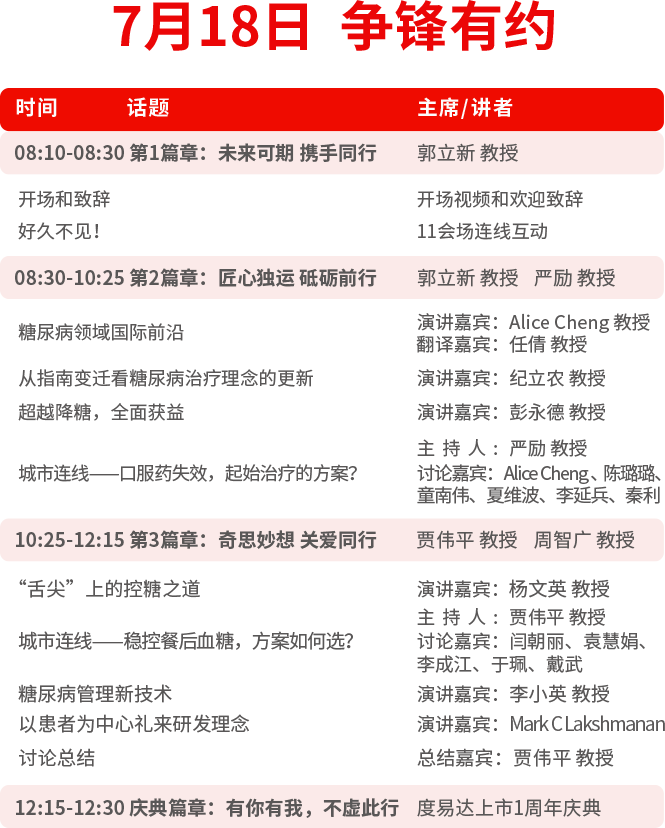 7月18日 争锋有约
时间 话题 主席/讲者
08:10-08:30 第1篇章：未来可期 携手同行 郭立新 教授
开场和致辞 开场视频和欢迎致辞
好久不见！ 11会场连线互动
08:30-10:25 第2篇章：匠心独运 砥砺前行 郭立新 教授 严励 教授
糖尿病领域国际前沿 演讲嘉宾：Alice Cheng 教授
翻译嘉宾：任倩 教授
从指南变迁看糖尿病治疗理念的更新 演讲嘉宾：纪立农 教授
超越降糖，全面获益 演讲嘉宾：彭永德 教授
主 持 人：严励 教授
城市连线——口服药失效，起始治疗的方案？ 讨论嘉宾：Alice Cheng、陈璐璐、
童南伟、夏维波、李延兵、秦利
10:25-12:15 第3篇章：奇思妙想 关爱同行 贾伟平 教授 周智广 教授
“舌尖”上的控糖之道 演讲嘉宾：杨文英 教授
主 持 人：贾伟平 教授
城市连线——稳控餐后血糖，方案如何选？ 讨论嘉宾：闫朝丽、袁慧娟、
李成江、于珮、戴武
糖尿病管理新技术 演讲嘉宾：李小英 教授
以患者为中心礼来研发理念 演讲嘉宾：Mark C Lakshmanan
讨论总结 总结嘉宾：贾伟平 教授
12:15-12:30 庆典篇章：有你有我，不虚此行 度易达上市1周年庆典